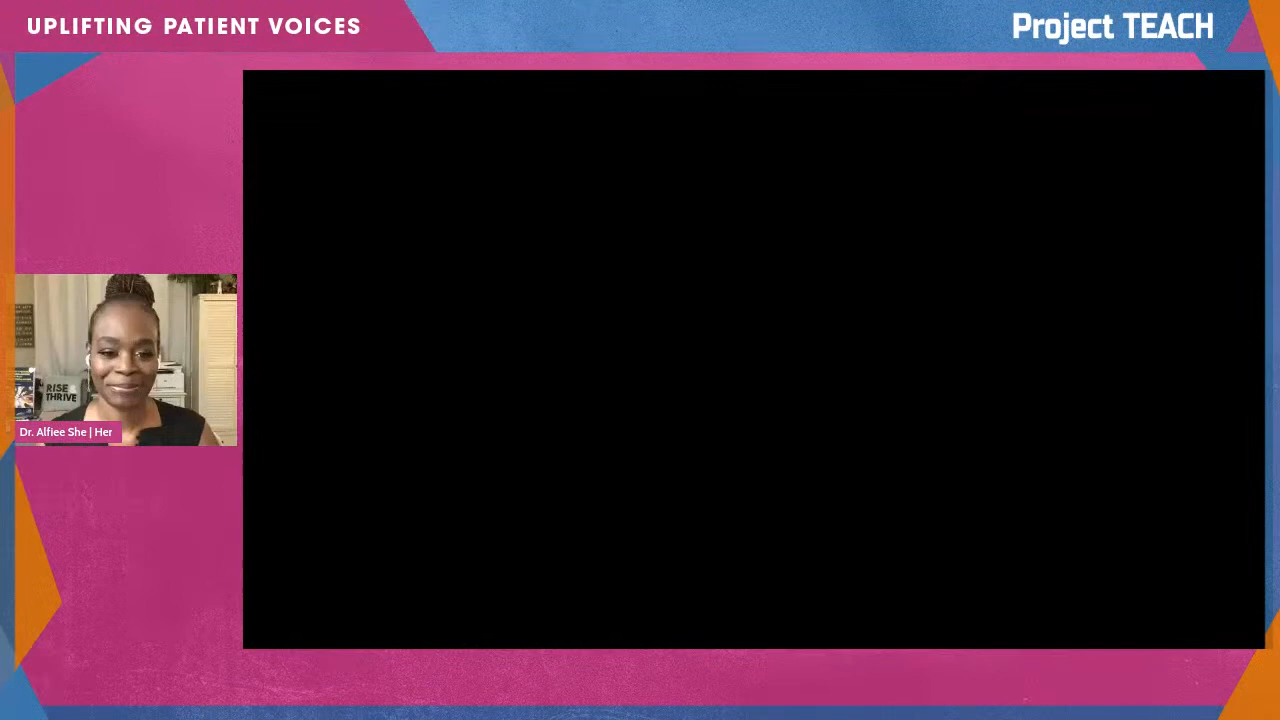 UPLIFTING PATIENT VOICES
Project TEACH
RISE &
THRIVE
Dr. Alfiee She | Her